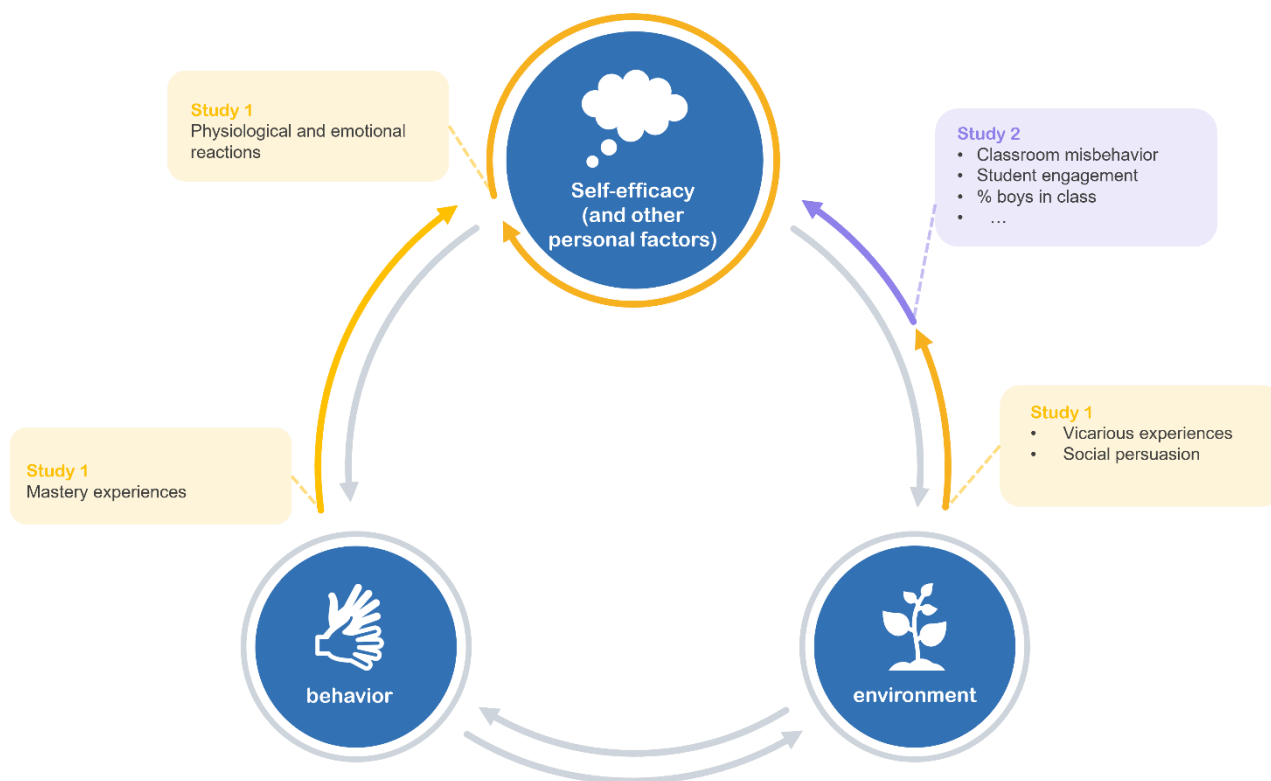 Study 1
Physiological and emotional
reactions
Self-efficacy
(and other
personal factors)
Study 2
• Classroom misbehavior
• Student engagement
• % boys in class
• ...
Study 1
Mastery experiences
Study 1
• Vicarious experiences
• Social persuasion
behavior
environment